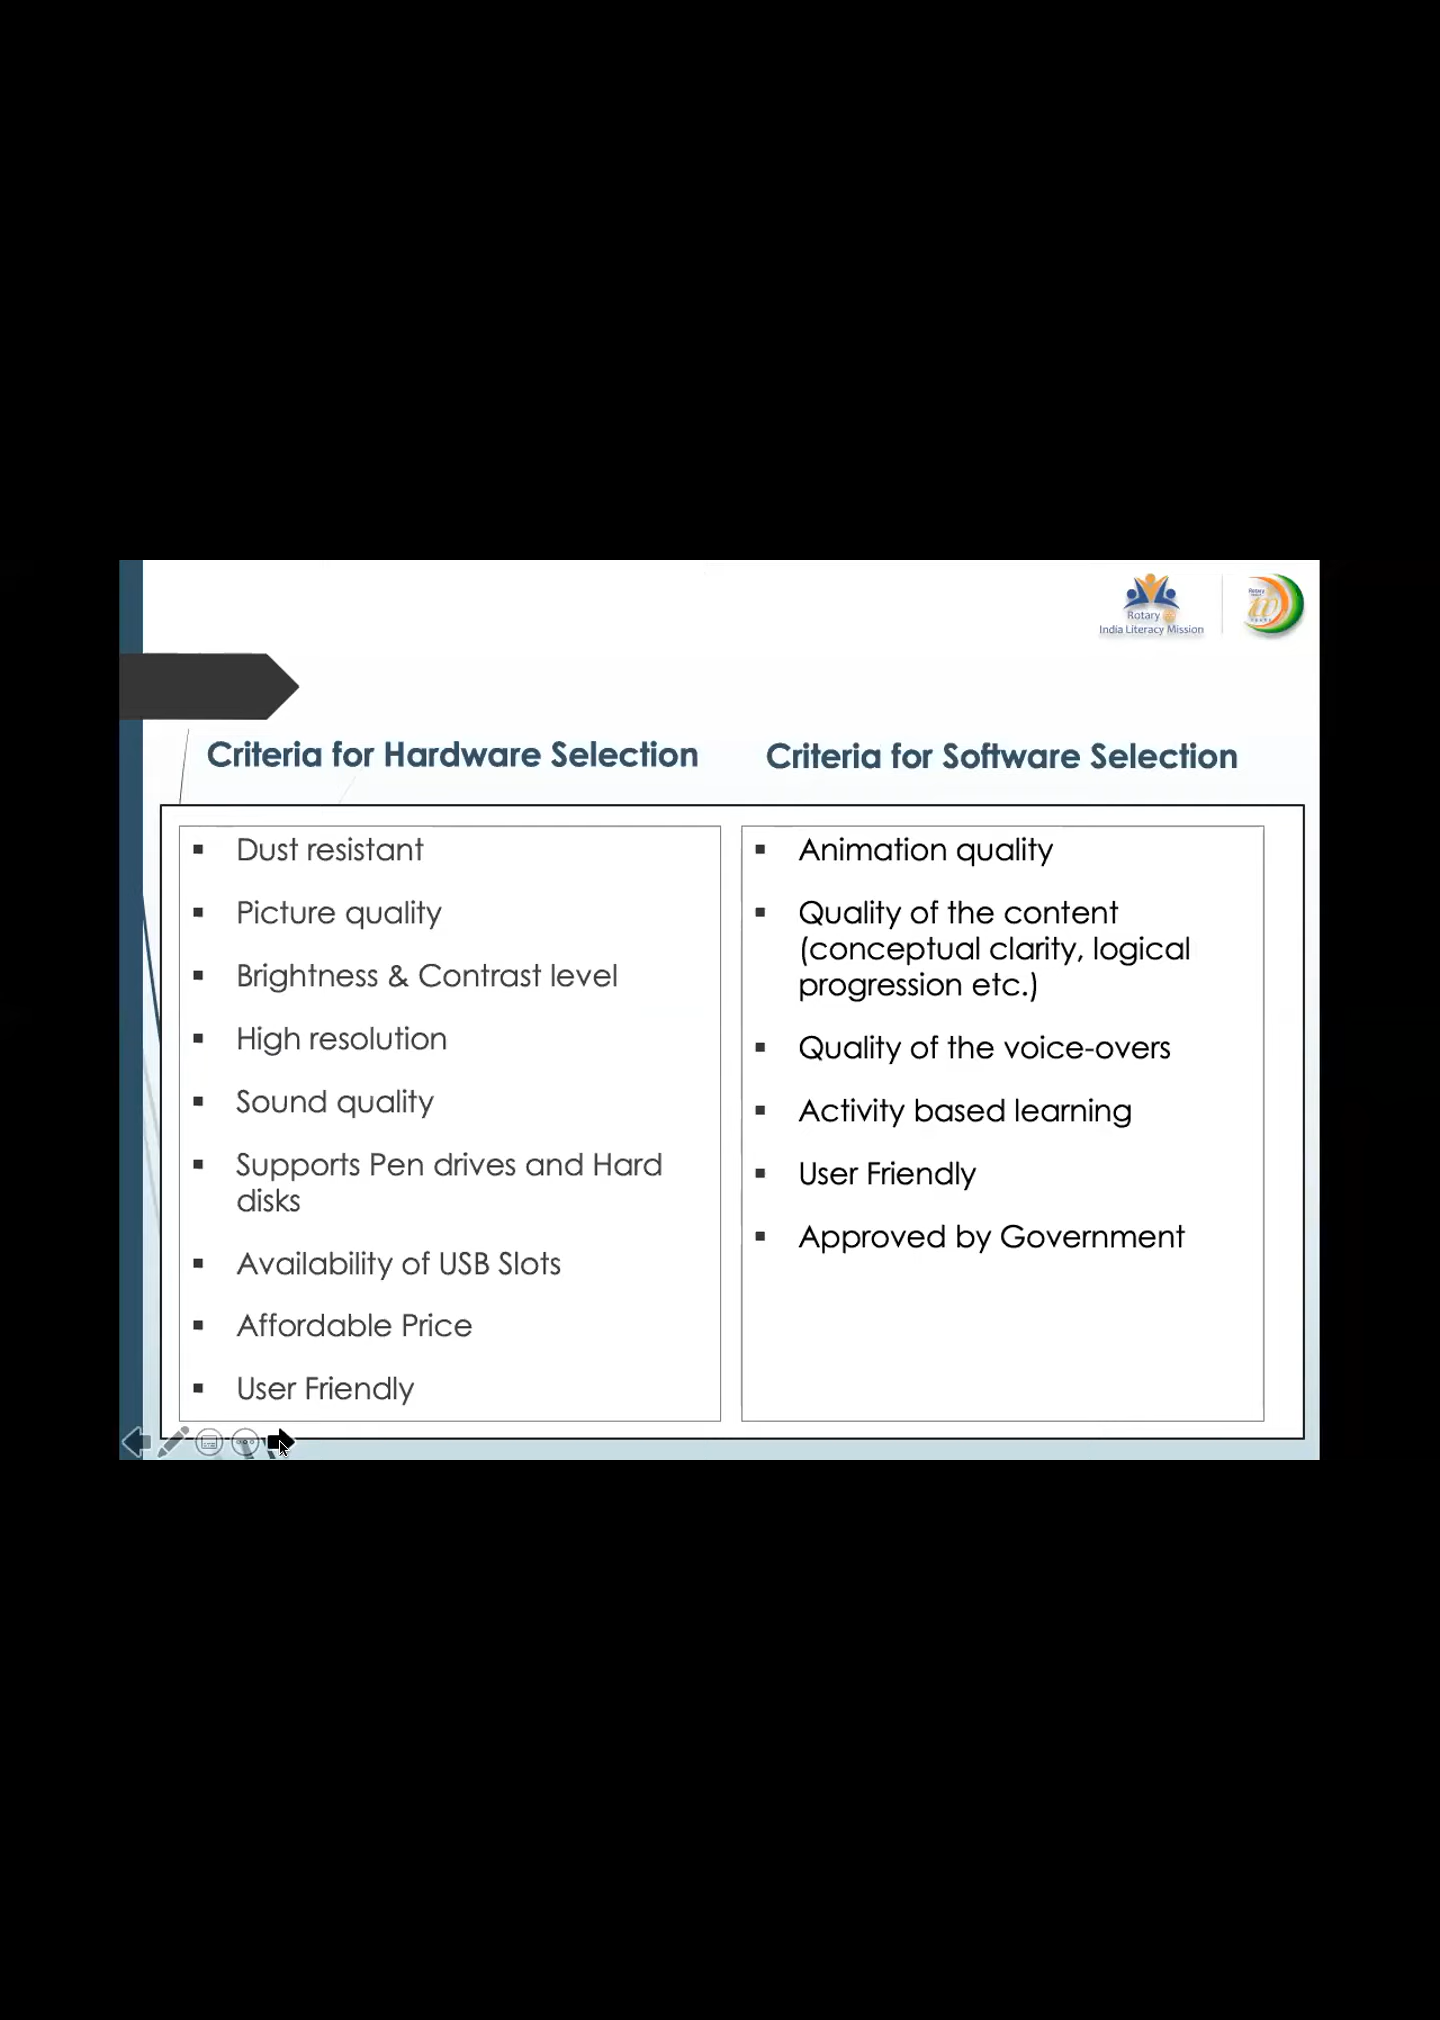 Rotary
India Literacy Mission
Criteria for Hardware Selection
Criteria for Software Selection
▪ Dust resistant
▪ Picture quality
▪ Brightness & Contrast level
▪ High resolution
▪ Sound quality
▪ Supports Pen drives and Hard
disks
▪ Availability of USB Slots
▪ Affordable Price
▪ User Friendly
▪ Animation quality
▪ Quality of the content
(conceptual clarity, logical
progression etc.)
▪ Quality of the voice-overs
▪ Activity based learning
▪ User Friendly
▪ Approved by Government